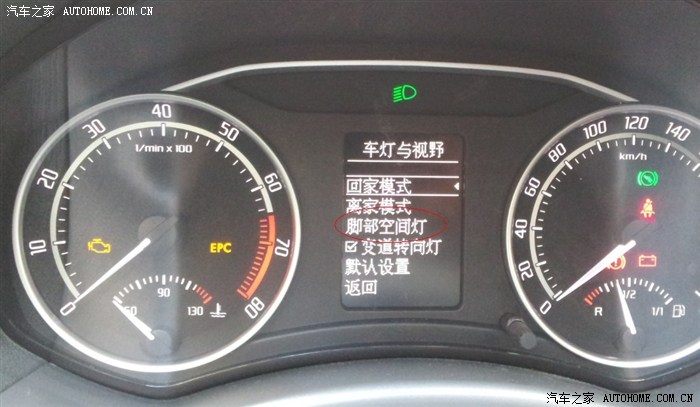 汽车之家 AUTOHOME.COM.CN
0 10 20 30 40 50 60 70 80
l/min x 100
EPC
50 90 130
车灯与视野
回家模式
离家模式
脚部空间灯
变道转向灯
默认设置
返回
0 20 40 60 80 100 120 140
km/h
R 1/2 1/1
汽车之家 AUTOHOME.COM.CN